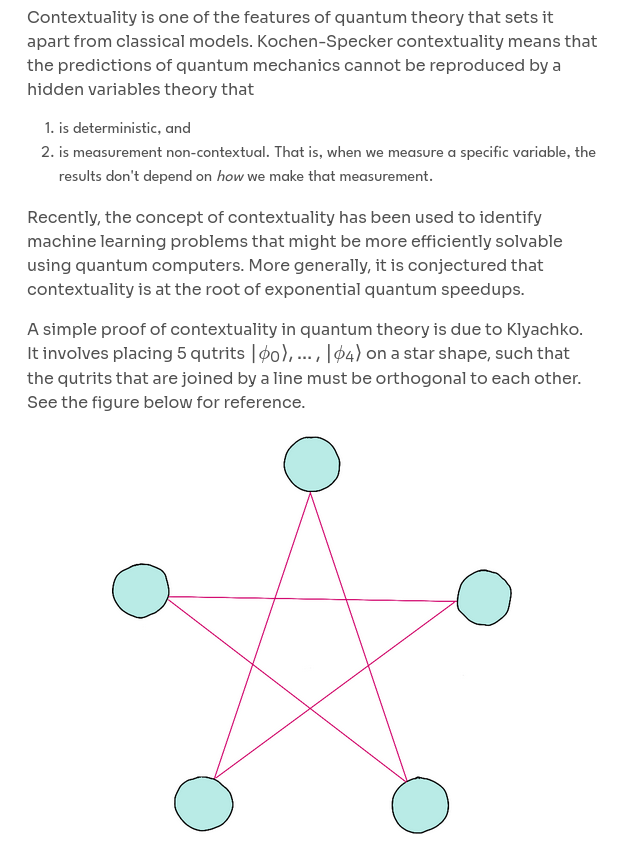 Contextuality is one of the features of quantum theory that sets it
apart from classical models. Kochen-Specker contextuality means that
the predictions of quantum mechanics cannot be reproduced by a
hidden variables theory that
1. is deterministic, and
2. is measurement non-contextual. That is, when we measure a specific variable, the
results don't depend on how we make that measurement.
Recently, the concept of contextuality has been used to identify
machine learning problems that might be more efficiently solvable
using quantum computers. More generally, it is conjectured that
contextuality is at the root of exponential quantum speedups.
A simple proof of contextuality in quantum theory is due to Klyachko.
It involves placing 5 qutrits |ϕ₀⟩, … , |ϕ₄⟩ on a star shape, such that
the qutrits that are joined by a line must be orthogonal to each other.
See the figure below for reference.